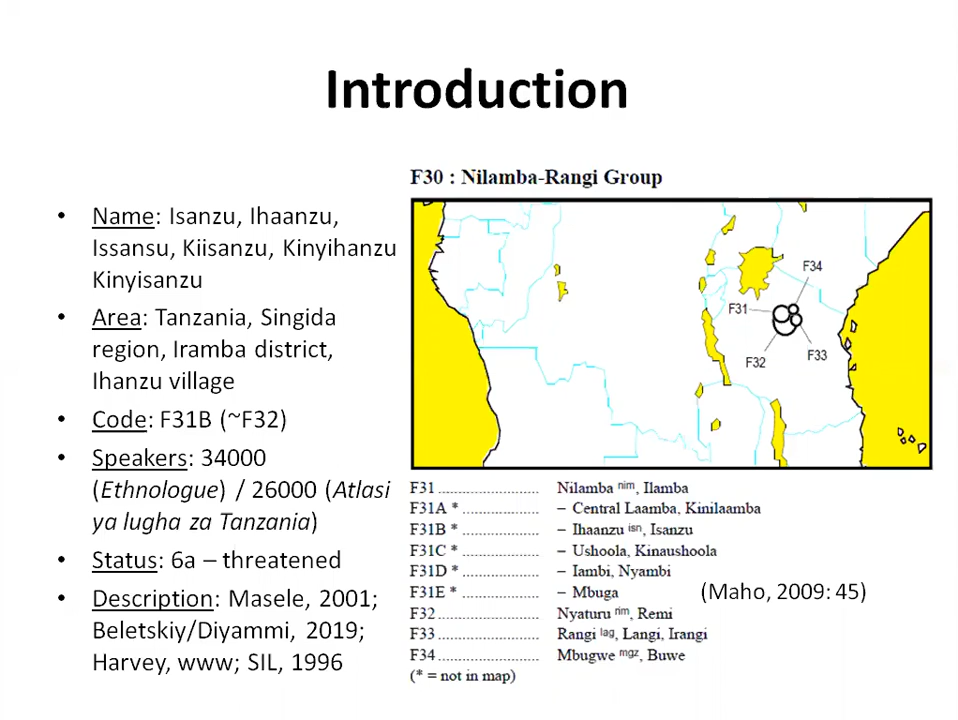 Introduction
• Name: Isanzu, Ihaanzu,
Issansu, Kiisanzu, Kinyihanzu
Kinyisanzu
• Area: Tanzania, Singida
region, Iramba district,
Ihanzu village
• Code: F31B (~F32)
• Speakers: 34000
(Ethnologue) / 26000 (Atlasi
ya lugha za Tanzania)
• Status: 6a – threatened
• Description: Masele, 2001;
Beletskiy/Diyammi, 2019;
Harvey, www; SIL, 1996
F30 : Nilamba-Rangi Group
F34
F31
F33
F32
F31 ........................... Nilamba nim, Ilamba
F31A * ..................... – Central Laamba, Kinilaamba
F31B * ..................... – Ihaanzu isn, Isanzu
F31C * ..................... – Ushoola, Kinaushoola
F31D * ..................... – Iambi, Nyambi
F31E * ..................... – Mbuga
F32 ........................... Nyaturu rim, Remi
F33 ........................... Rangi lag, Langi, Irangi
F34 ........................... Mbugwe mgz, Buwe
(* = not in map)
(Maho, 2009: 45)